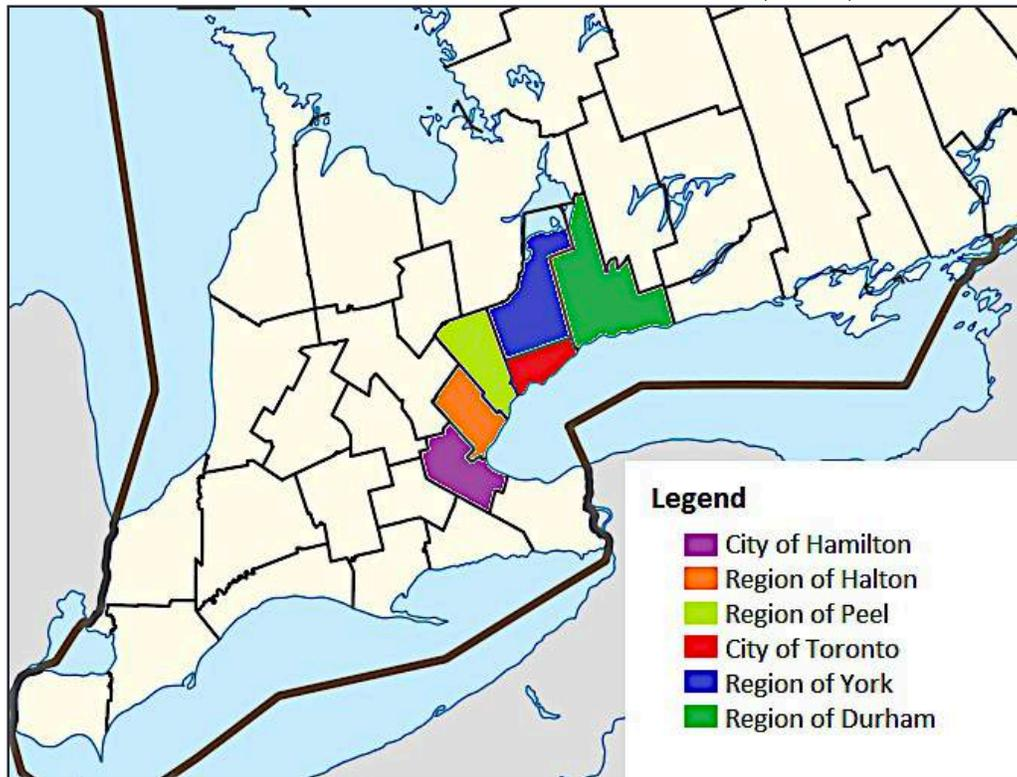 Legend
City of Hamilton
Region of Halton
Region of Peel
City of Toronto
Region of York
Region of Durham